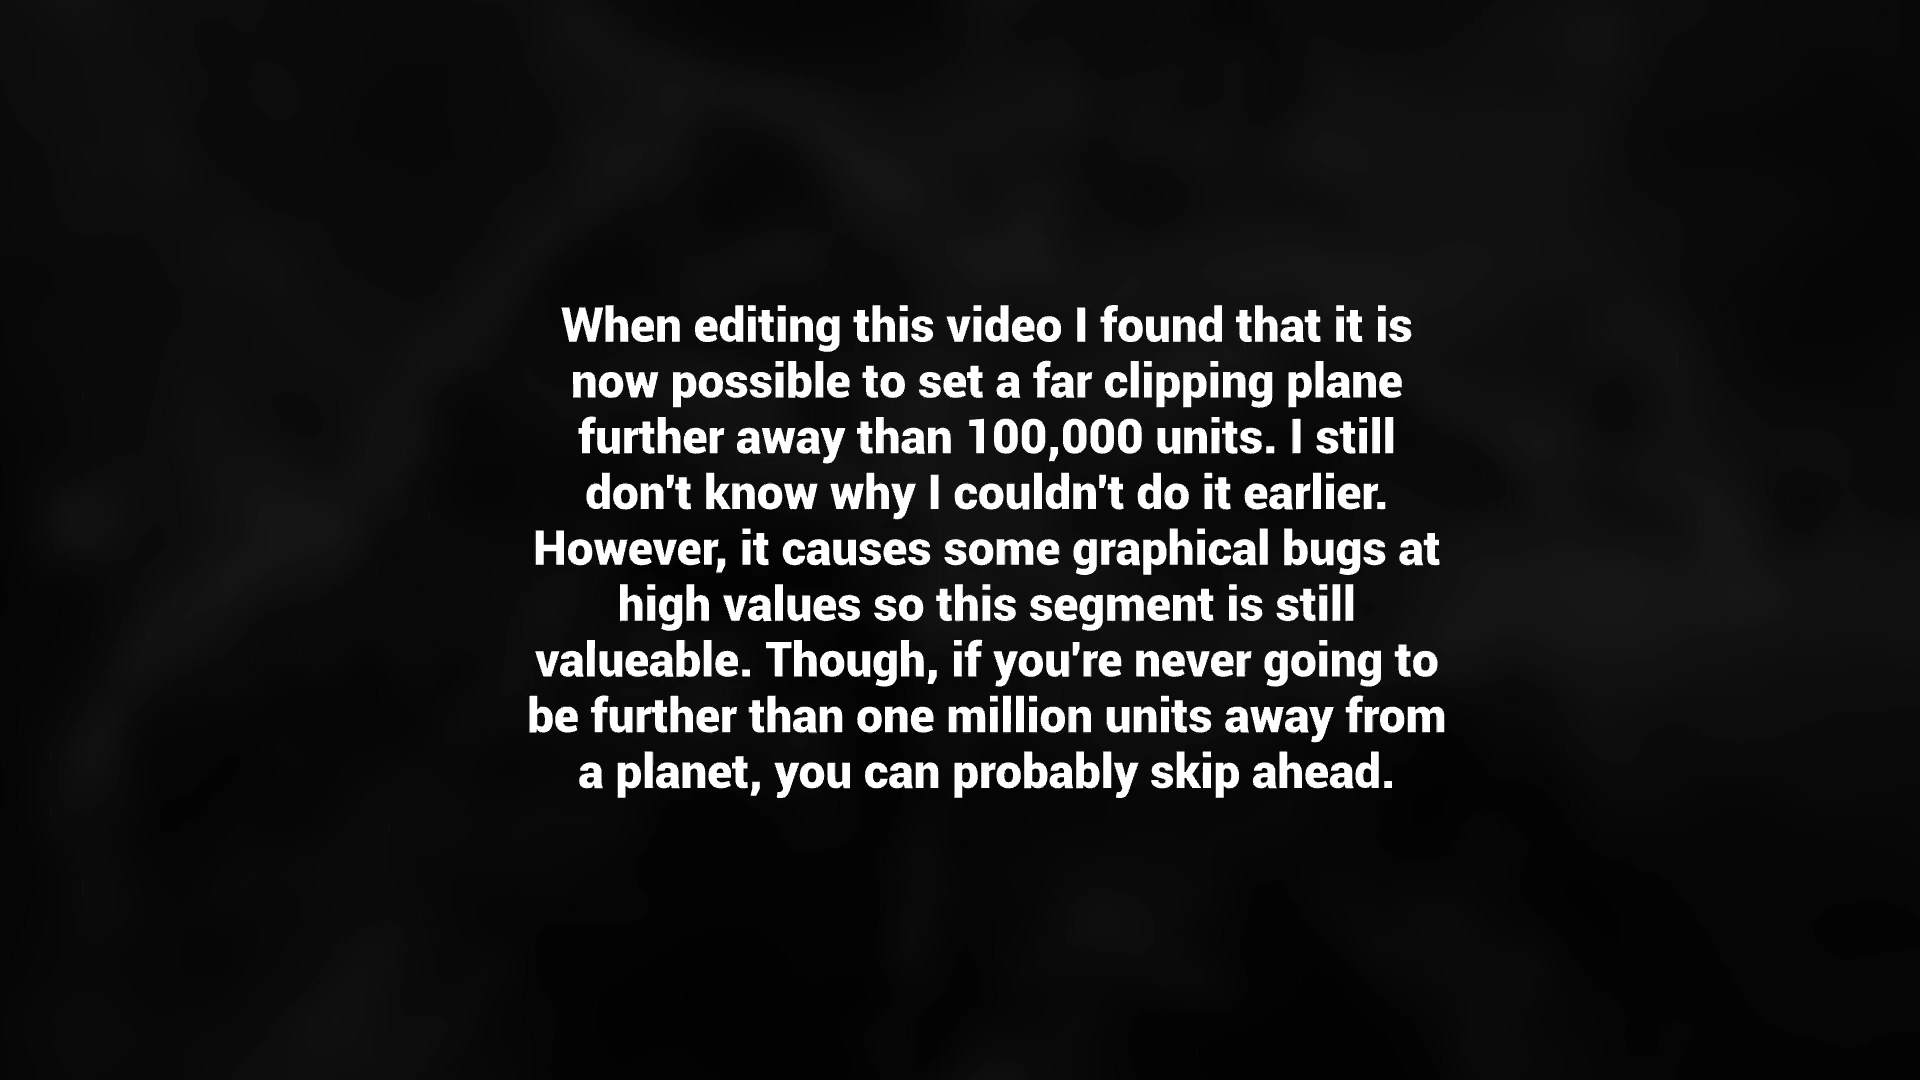 When editing this video I found that it is
now possible to set a far clipping plane
further away than 100,000 units. I still
don't know why I couldn't do it earlier.
However, it causes some graphical bugs at
high values so this segment is still
valueable. Though, if you're never going to
be further than one million units away from
a planet, you can probably skip ahead.